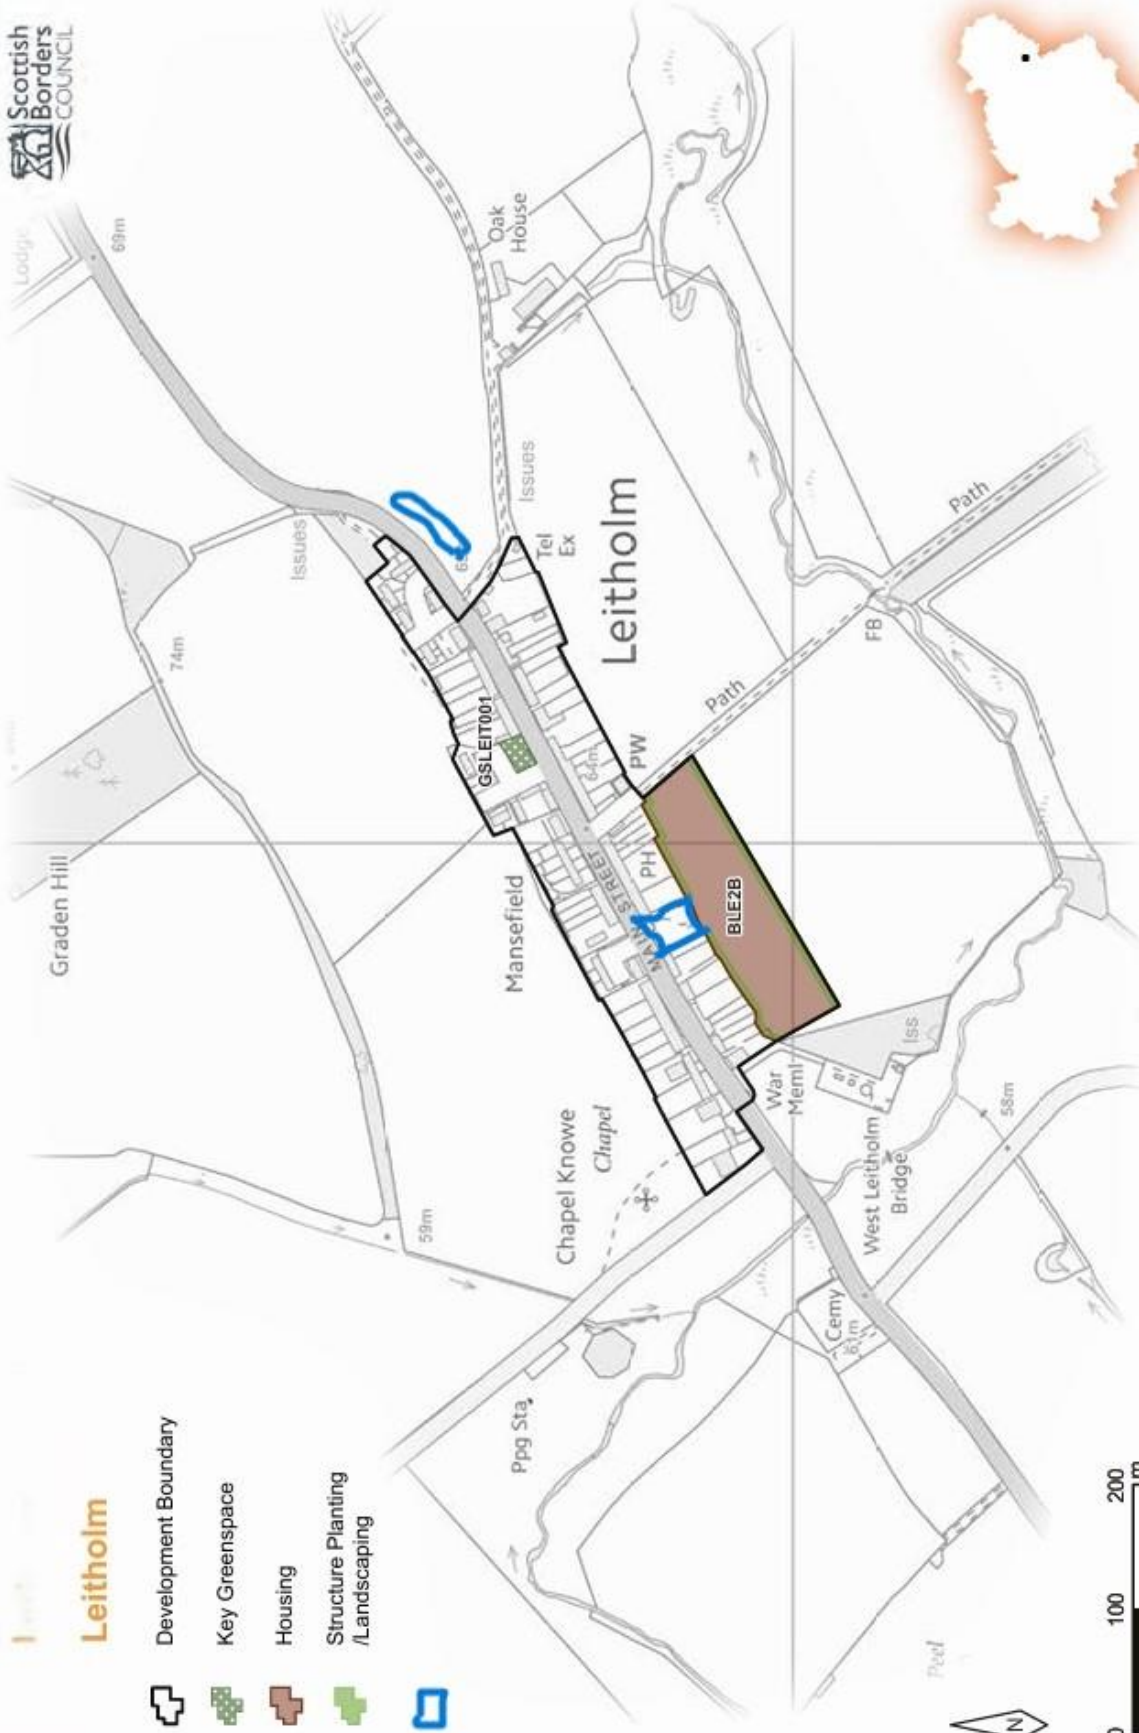 Scottish
Borders
COUNCIL
Leitholm
Development Boundary
Key Greenspace
Housing
Structure Planting
/Landscaping
Lodge
69m
Graden Hill
74m
Issues
Oak
House
Issues
Tel
Ex
Leitholm
GSLEIT001
Mansefield
64m
PW
MAIN STREET
PH
BLE2B
Path
FB
Path
59m
Chapel Knowe
Chapel
War
Meml
Iss
58m
West Leitholm
Bridge
Cemy
61m
Ppg Sta
Peel
N
0
100
200
m